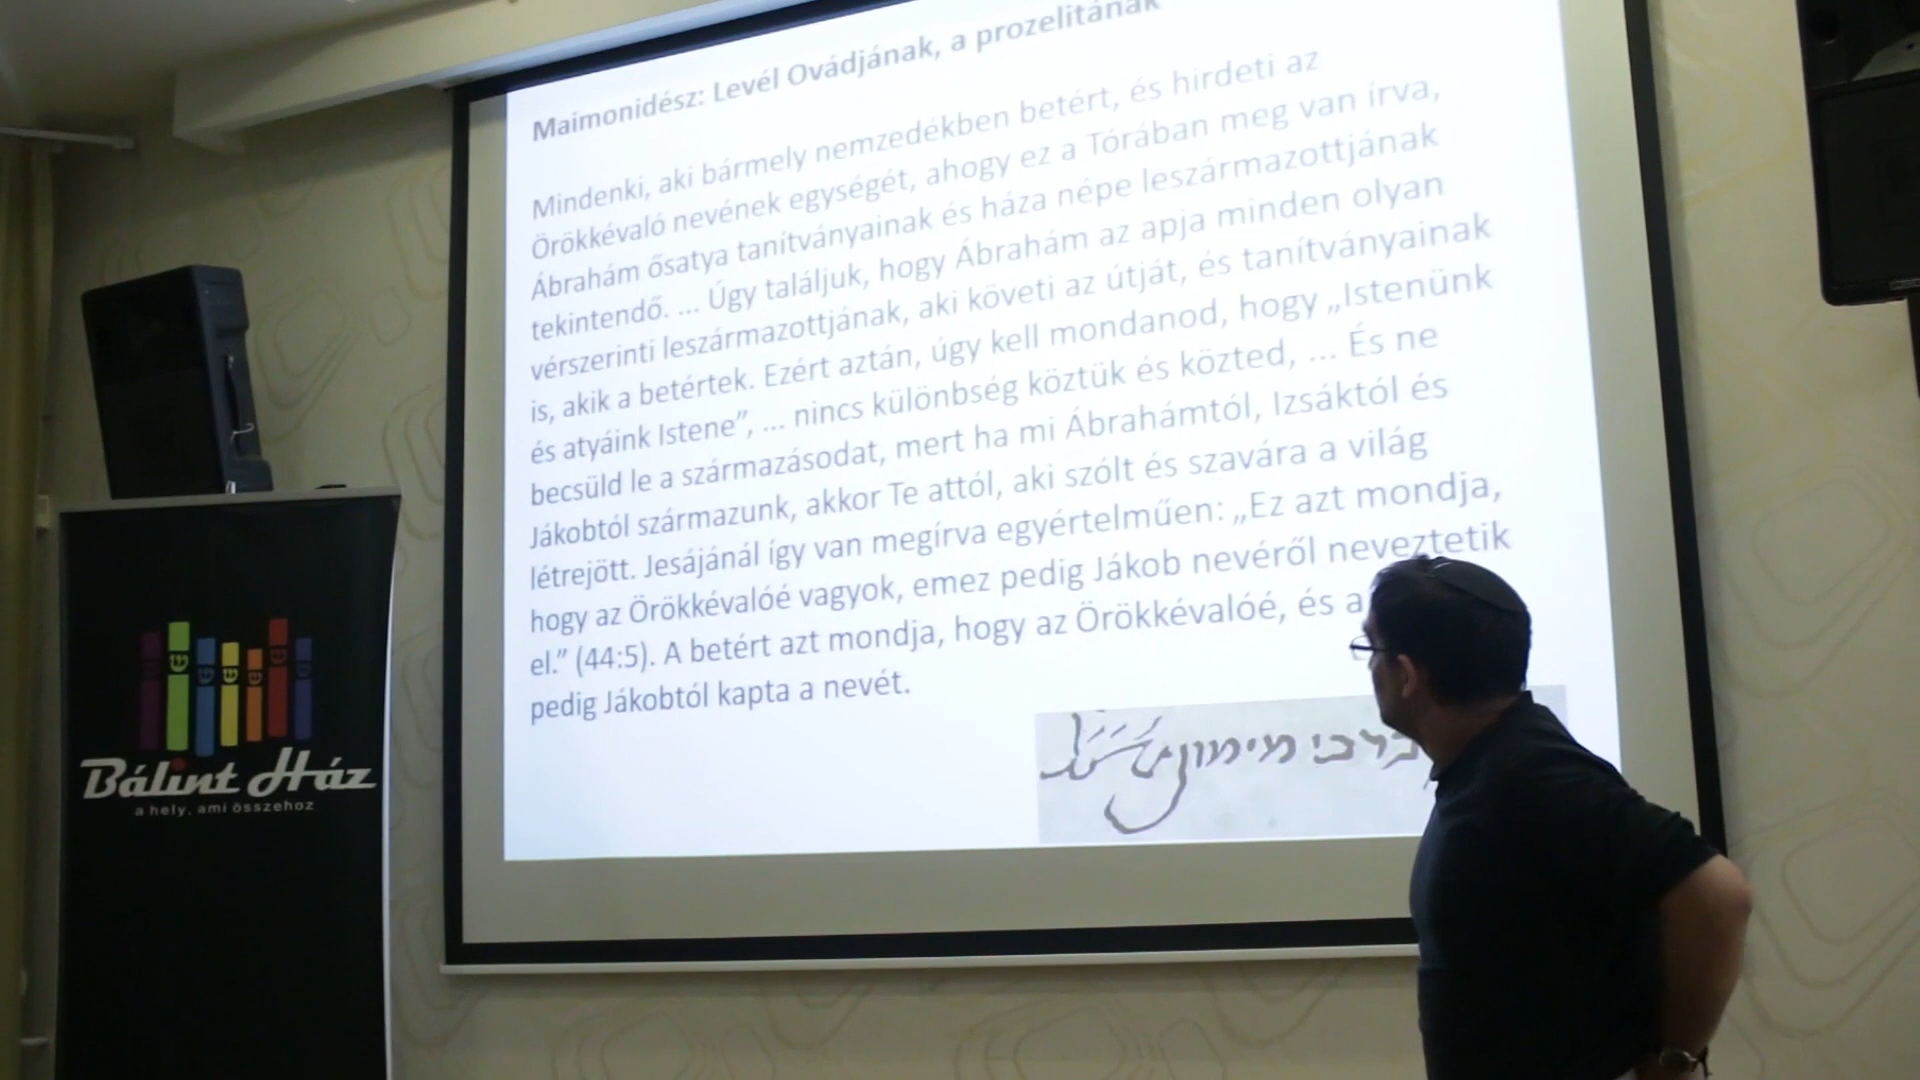 Maimonidész: Levél Ovádjának, a prozelitának
Mindenki, aki bármely nemzedékben betért, és hirdeti az
Örökkévaló nevének egységét, ahogy ez a Tórában meg van írva,
Ábrahám ősatya tanítványainak és háza népe leszármazottjának
tekintendő. ... Úgy találjuk, hogy Ábrahám az apja minden olyan
vérszerinti leszármazottjának, aki követi az útját, és tanítványainak
is, akik a betértek. Ezért aztán, úgy kell mondanod, hogy „Istenünk
és atyáink Istene”, ... nincs különbség köztük és közted, ... És ne
becsüld le a származásodat, mert ha mi Ábrahámtól, Izsáktól és
Jákobtól származunk, akkor Te attól, aki szólt és szavára a világ
létrejött. Jesájánál így van megírva egyértelműen: „Ez azt mondja,
hogy az Örökkévalóé vagyok, emez pedig Jákob nevéről neveztetik
el.” (44:5). A betért azt mondja, hogy az Örökkévalóé, és a
pedig Jákobtól kapta a nevét.
ברבי מימון
Bálint Ház
a hely, ami összehoz